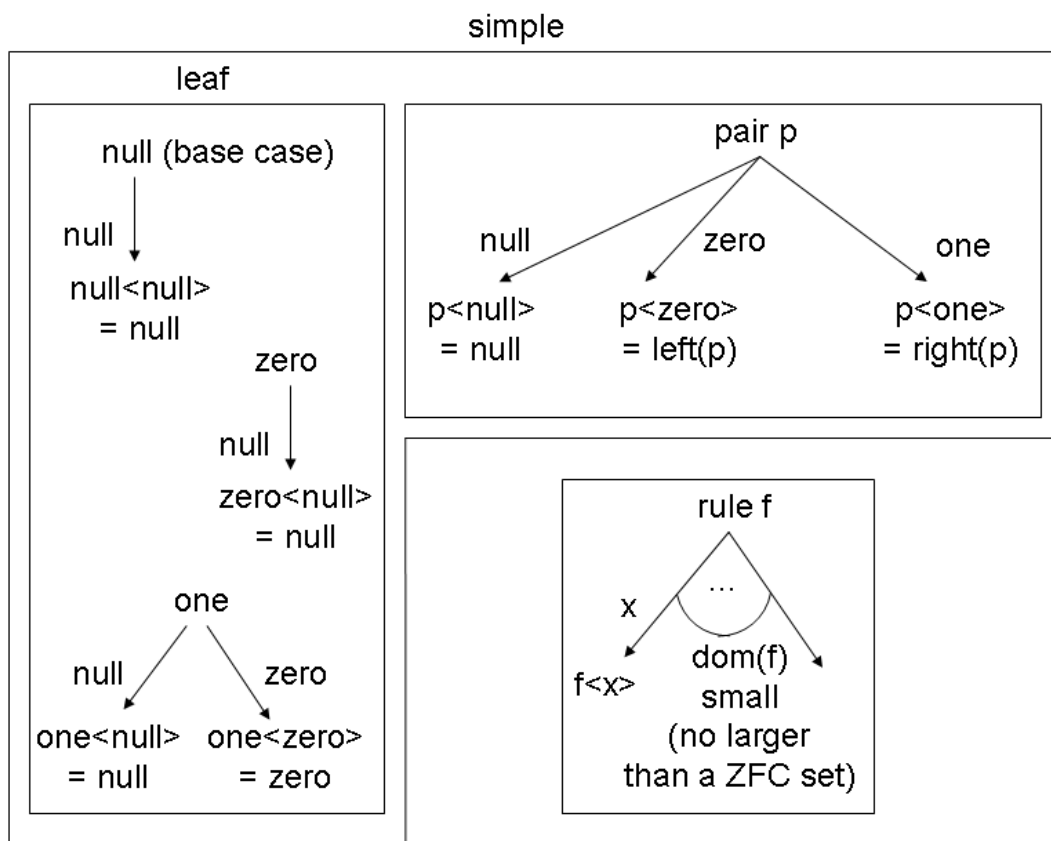 simple
leaf
null (base case)
null
null<null>
= null
zero
null
zero<null>
= null
one
null
zero
one<null>
= null
one<zero>
= zero
pair p
null
zero
one
p<null>
= null
p<zero>
= left(p)
p<one>
= right(p)
rule f
x
...
f<x>
dom(f)
small
(no larger
than a ZFC set)